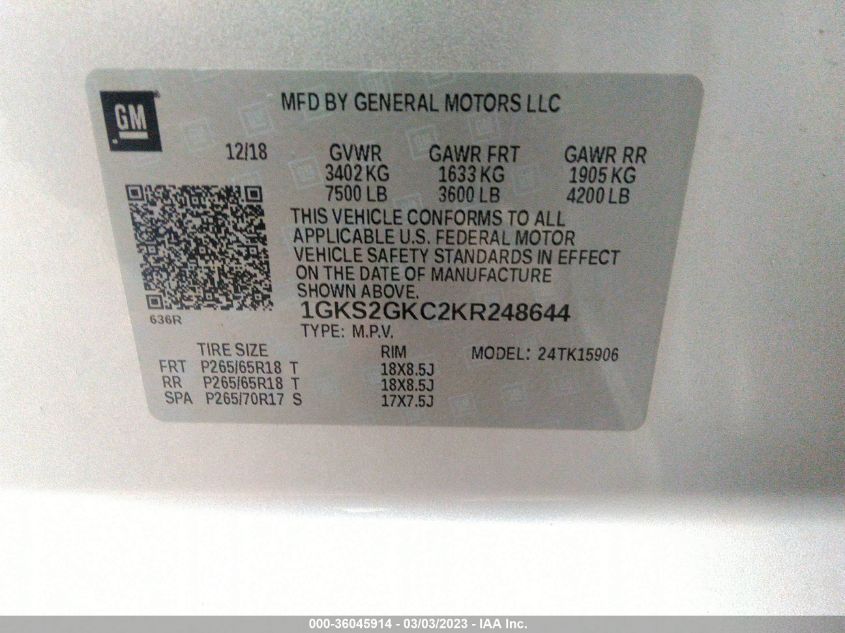 GM
MFD BY GENERAL MOTORS LLC
12/18 GVWR GAWR FRT GAWR RR
3402 KG 1633 KG 1905 KG
7500 LB 3600 LB 4200 LB
THIS VEHICLE CONFORMS TO ALL
APPLICABLE U.S. FEDERAL MOTOR
VEHICLE SAFETY STANDARDS IN EFFECT
ON THE DATE OF MANUFACTURE
SHOWN ABOVE.
636R
1GKS2GKC2KR248644
TYPE: M.P.V.
TIRE SIZE RIM MODEL: 24TK15906
FRT P265/65R18 T 18X8.5J
RR P265/65R18 T 18X8.5J
SPA P265/70R17 S 17X7.5J
000-36045914 - 03/03/2023 - IAA Inc.